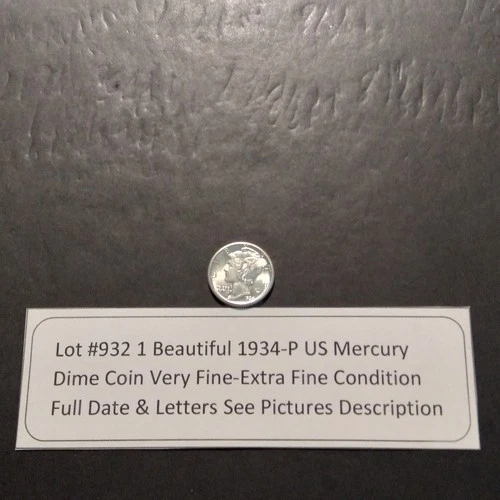 Lot #932 1 Beautiful 1934-P US Mercury
Dime Coin Very Fine-Extra Fine Condition
Full Date & Letters See Pictures Description